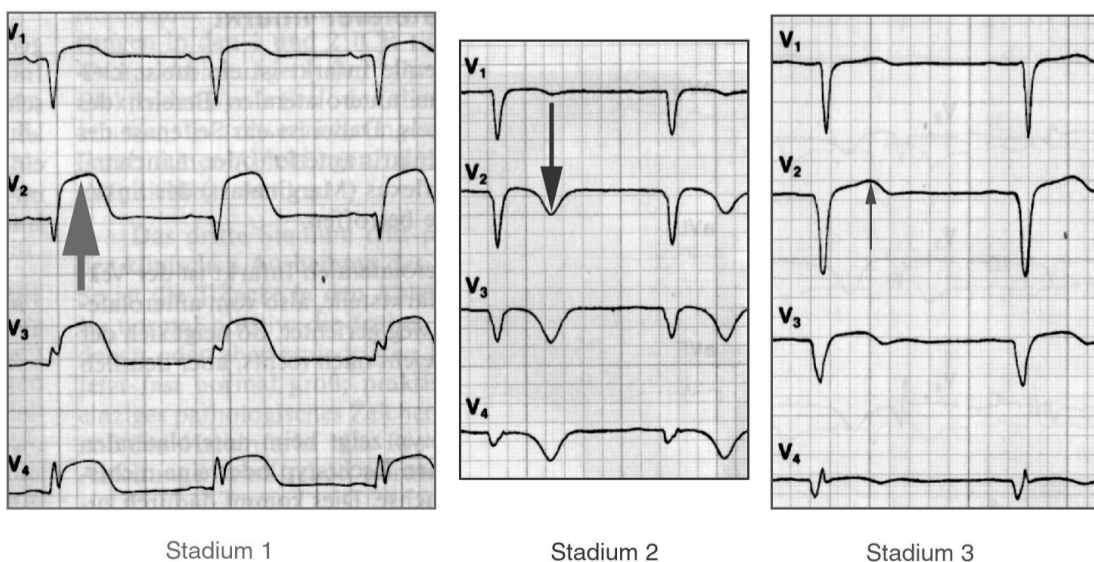 V₁
V₂
V₃
V₄
Stadium 1
V₁
V₂
V₃
V₄
Stadium 2
V₁
V₂
V₃
V₄
Stadium 3